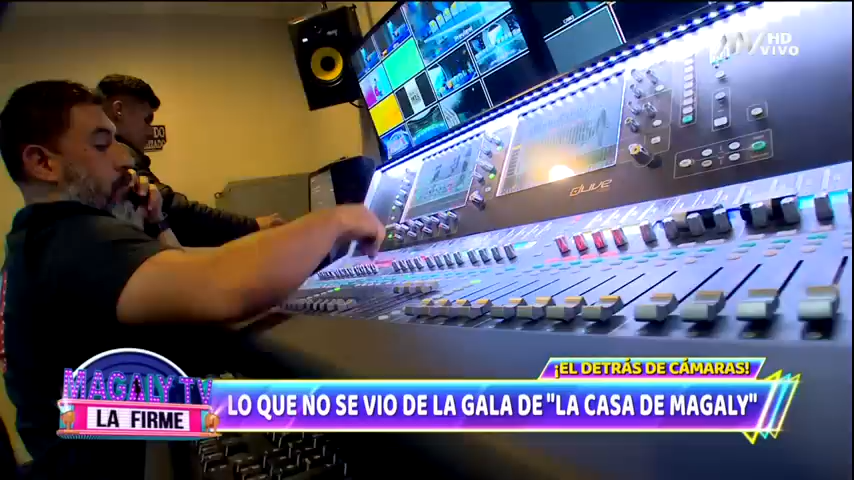 HD
VIVO
dLive
¡EL DETRÁS DE CÁMARAS!
MAGALY TV
LA FIRME
LO QUE NO SE VIO DE LA GALA DE "LA CASA DE MAGALY"